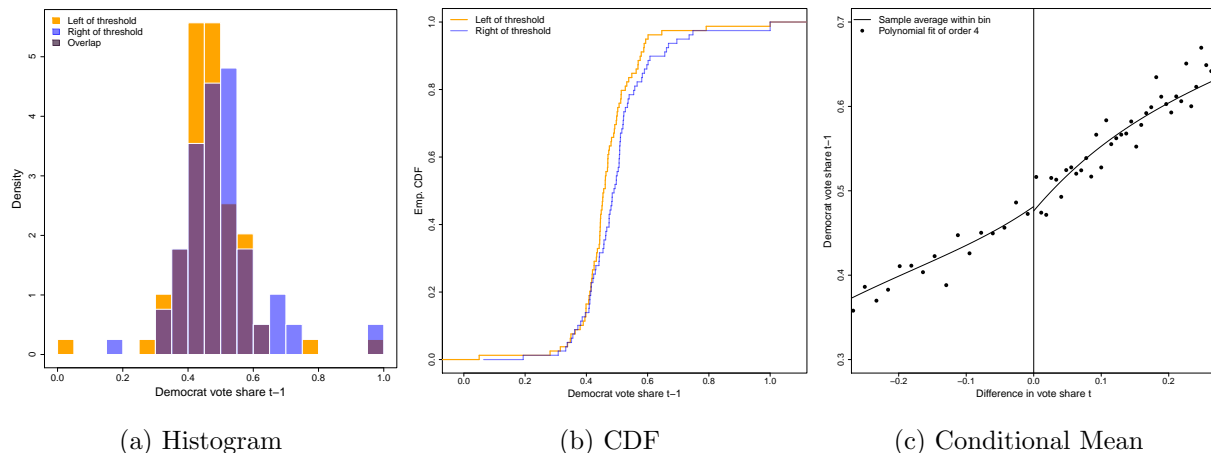 Left of threshold
Right of threshold
Overlap
Density
0
1
2
3
4
5
0.0
0.2
0.4
0.6
0.8
1.0
Democrat vote share t−1
(a) Histogram
Left of threshold
Right of threshold
Emp. CDF
0.0
0.2
0.4
0.6
0.8
1.0
0.0
0.2
0.4
0.6
0.8
1.0
Democrat vote share t−1
(b) CDF
Sample average within bin
Polynomial fit of order 4
Democrat vote share t−1
0.3
0.4
0.5
0.6
0.7
−0.2
−0.1
0.0
0.1
0.2
Difference in vote share t
(c) Conditional Mean